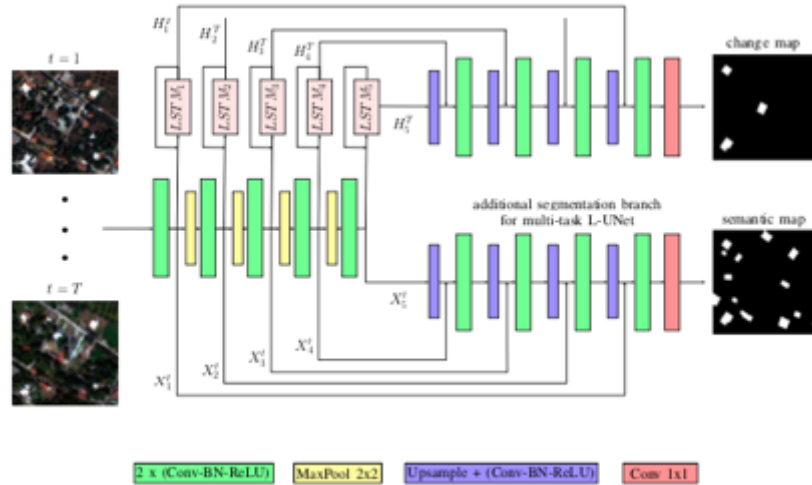 H_1^t
H_2^T
H_3^T
H_4^T
t = 1
change map
LSTM_1
LSTM_2
LSTM_3
LSTM_4
LSTM_5
H_5^T
additional segmentation branch
for multi-task L-UNet
semantic map
t = T
X_5^t
X_4^t
X_3^t
X_2^t
X_1^t
2 x (Conv-BN-ReLU)
MaxPool 2x2
Upsample + (Conv-BN-ReLU)
Conv 1x1